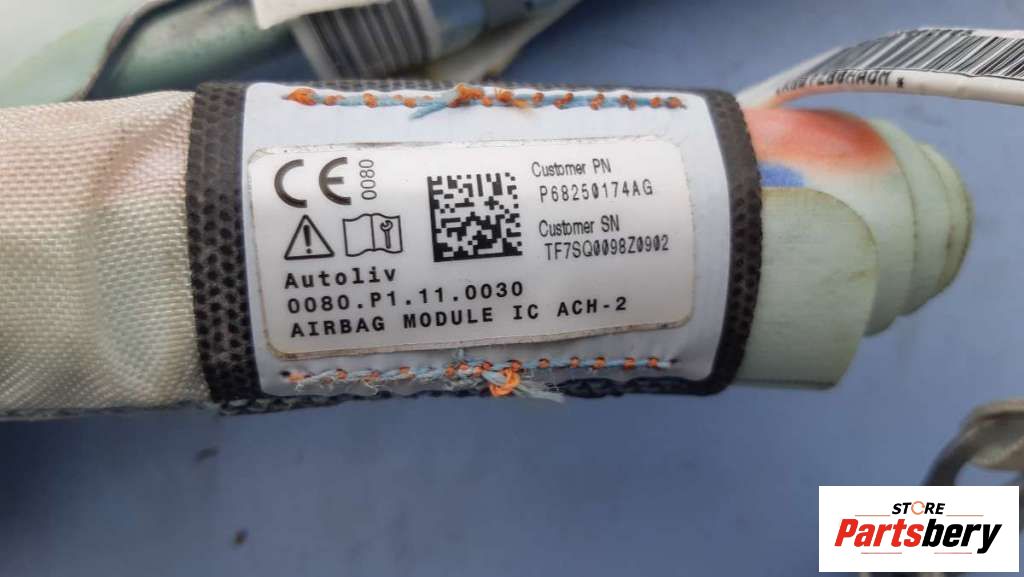 CE 0080
Customer PN
P68250174AG
Customer SN
TF7SQ0098Z0902
Autoliv
0080.P1.11.0030
AIRBAG MODULE IC ACH-2
STORE
Partsbery